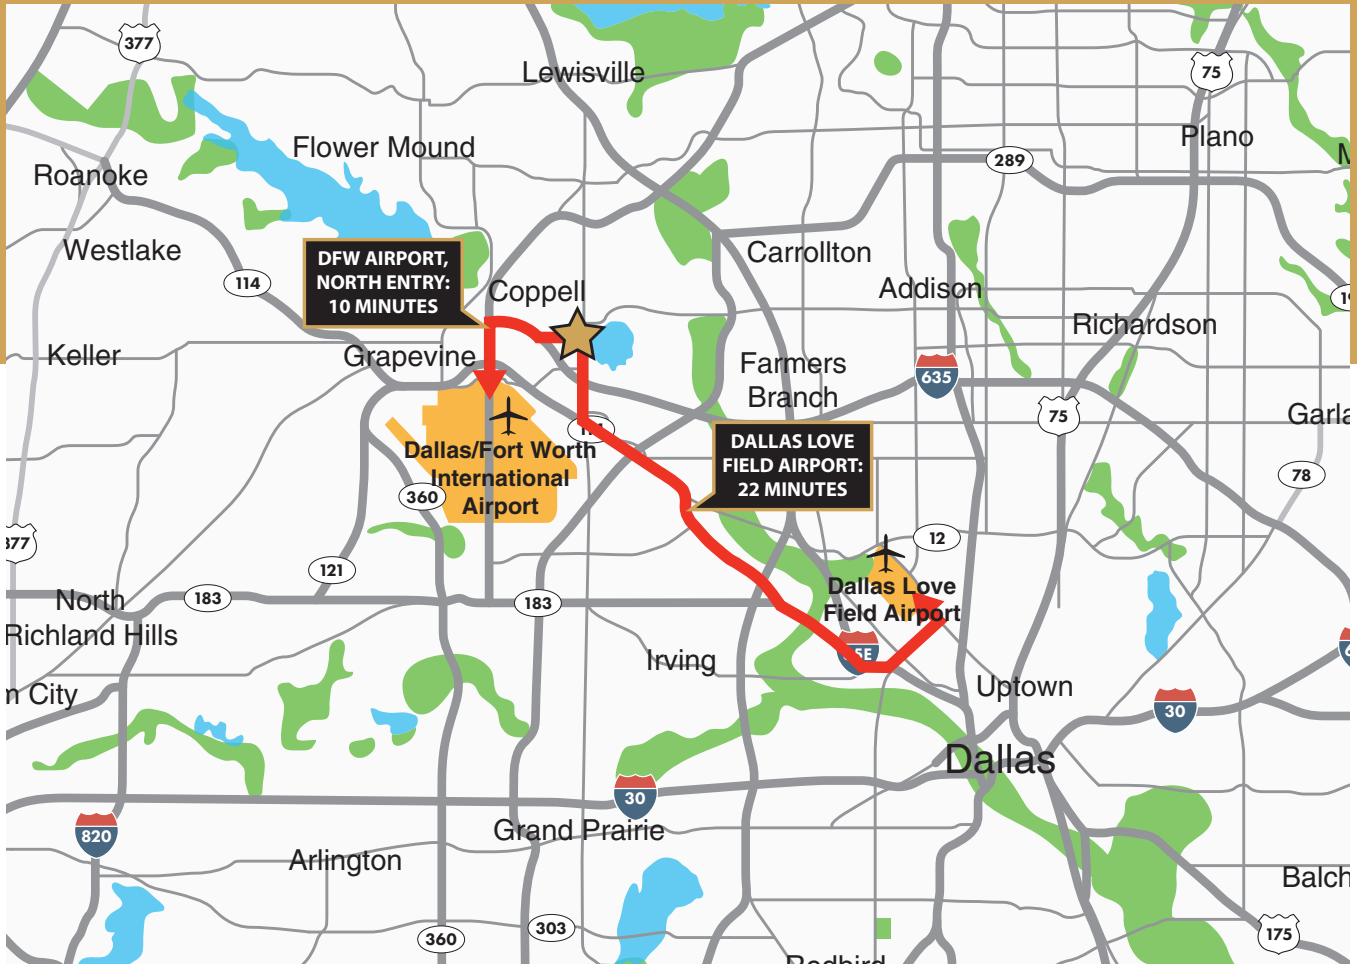 377
75
Lewisville
Plano
Flower Mound
289
Roanoke
Westlake
Carrollton
DFW AIRPORT,
NORTH ENTRY:
10 MINUTES
114
Coppell
Addison
Richardson
Keller
Grapevine
Farmers
Branch
635
75
DALLAS LOVE
FIELD AIRPORT:
22 MINUTES
Dallas/Fort Worth
International
Airport
78
360
12
377
121
Dallas Love
Field Airport
183
183
North
Richland Hills
Irving
Uptown
30
Dallas
30
820
Grand Prairie
Arlington
360
303
175